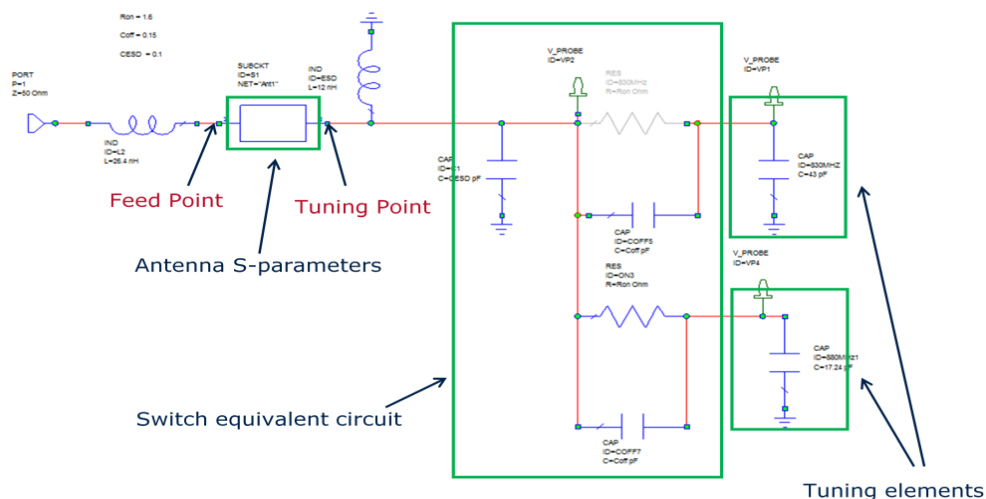 Ron = 1.6
Coff = 0.15
CESD = 0.1
PORT
P=1
Z=50 Ohm
IND
ID=L2
L=26.4 nH
SUBCKT
ID=S1
NET="Ant1"
IND
ID=ESD
L=12 nH
Feed Point
Tuning Point
Antenna S-parameters
CAP
ID=C1
C=CESD pF
V_PROBE
ID=VP2
RES
ID=830MHz
R=Ron Ohm
CAP
ID=COFF5
C=Coff pF
RES
ID=ON3
R=Ron Ohm
CAP
ID=COFF7
C=Coff pF
V_PROBE
ID=VP1
CAP
ID=830MHZ
C=43 pF
V_PROBE
ID=VP4
CAP
ID=880MHz1
C=17.24 pF
Switch equivalent circuit
Tuning elements